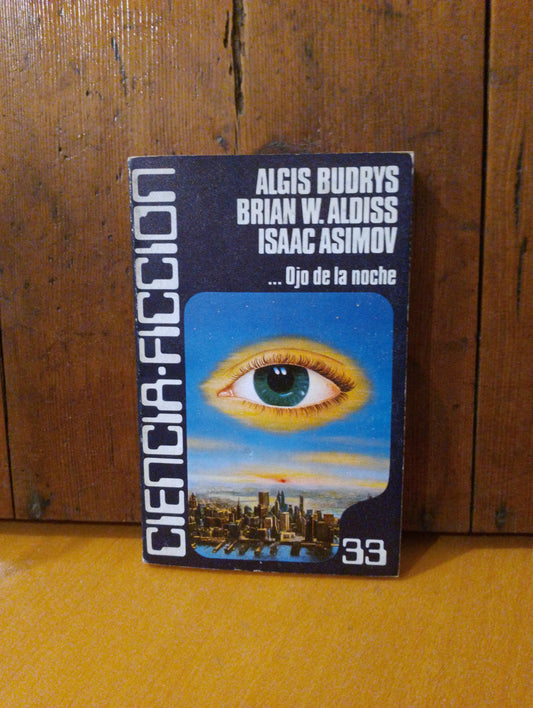 CIENCIA-FICCION
ALGIS BUDRYS
BRIAN W. ALDISS
ISAAC ASIMOV
... Ojo de la noche
33